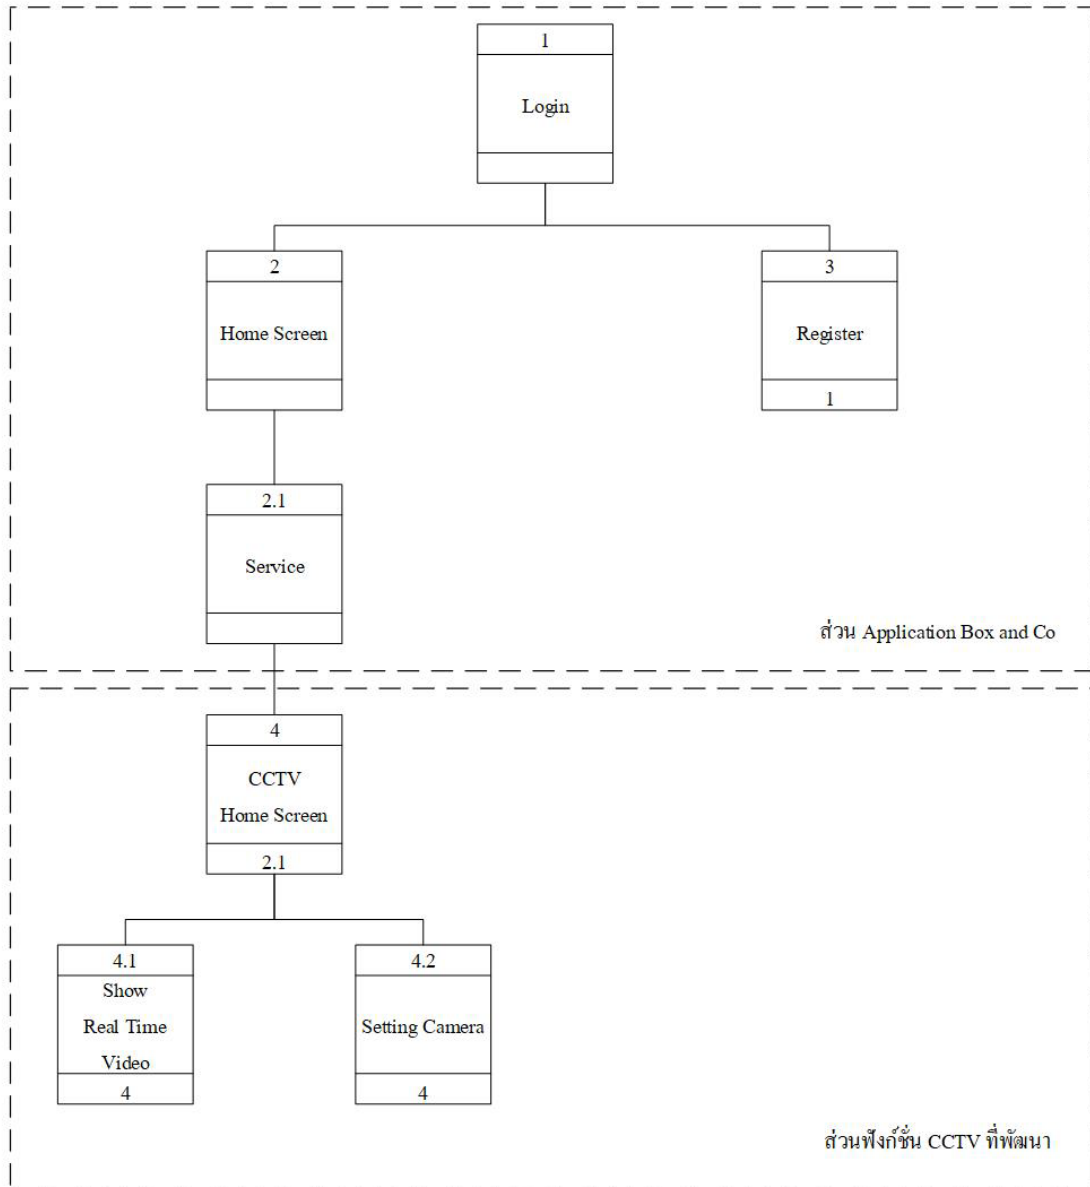 1
Login
2
Home Screen
3
Register
1
2.1
Service
ส่วน Application Box and Co
4
CCTV
Home Screen
2.1
4.1
Show
Real Time
Video
4
4.2
Setting Camera
4
ส่วนฟังก์ชั่น CCTV ที่พัฒนา